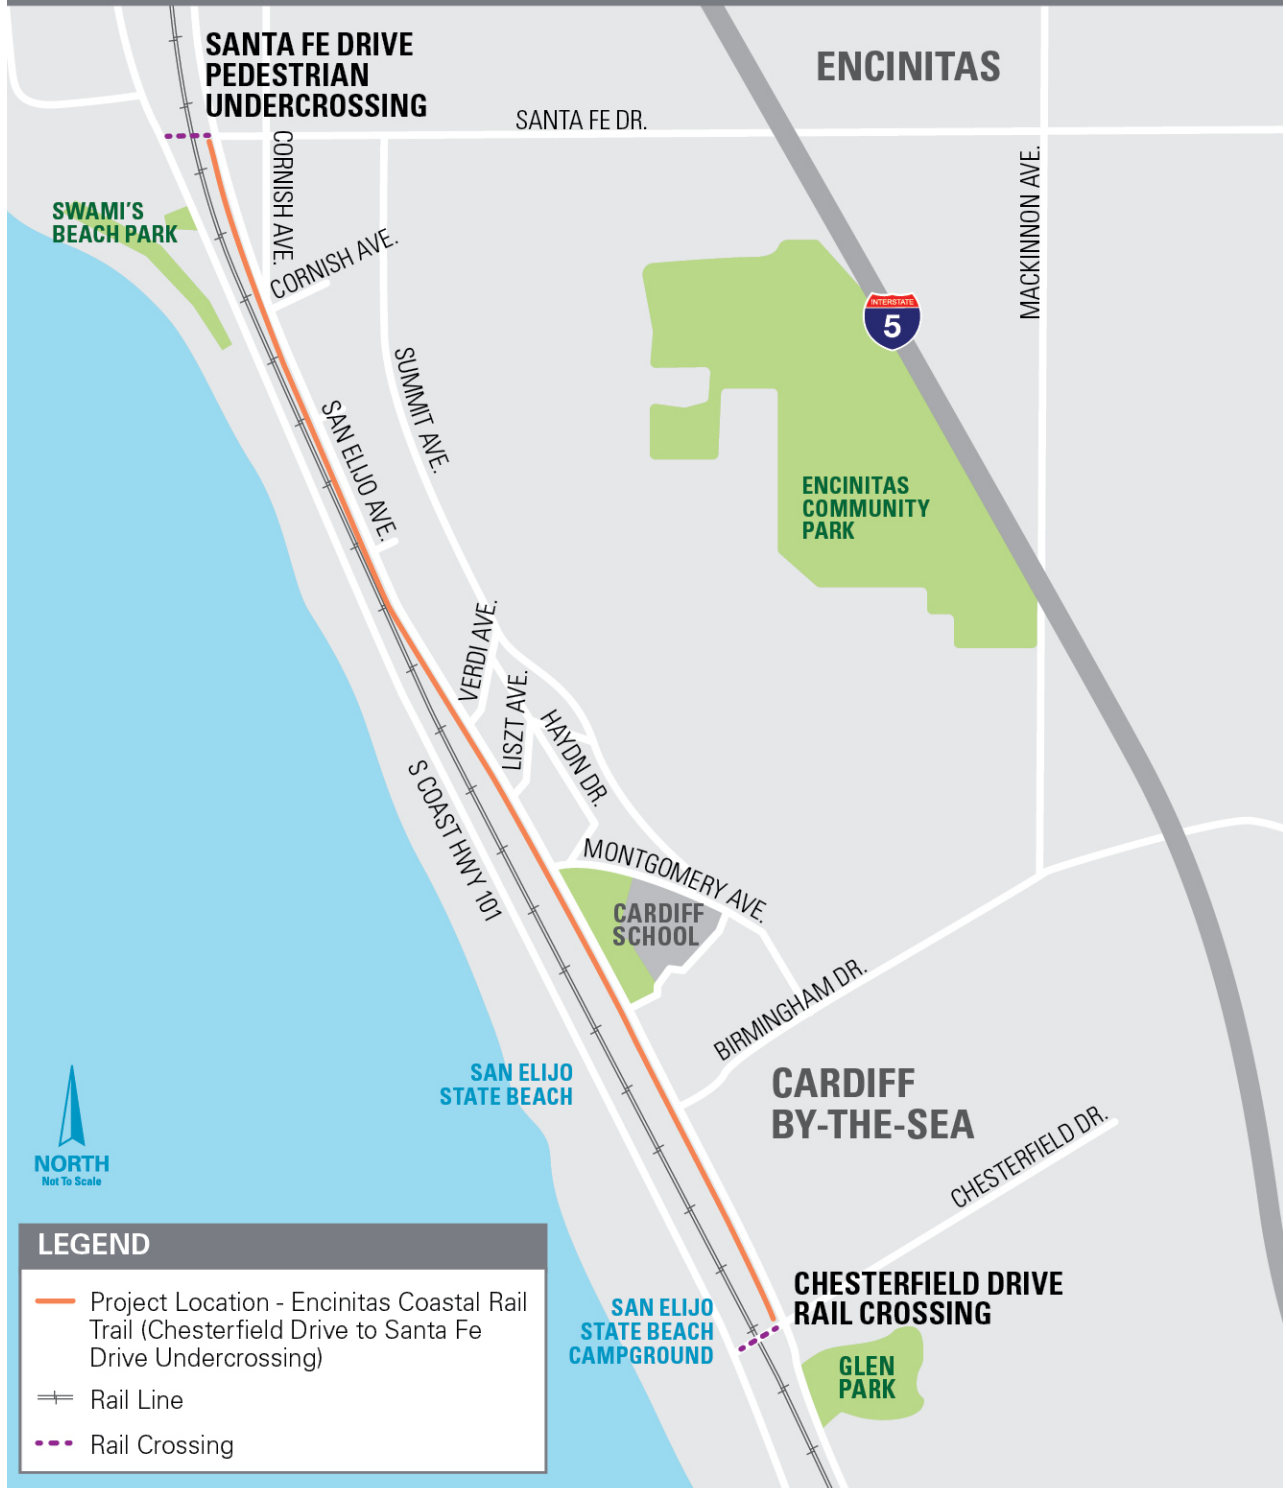 SANTA FE DRIVE
PEDESTRIAN
UNDERCROSSING
ENCINITAS
SANTA FE DR.
CORNISH AVE.
MACKINNON AVE.
SWAMI'S
BEACH PARK
CORNISH AVE.
INTERSTATE
5
SUMMIT AVE.
SAN ELIJO AVE.
ENCINITAS
COMMUNITY
PARK
VERDI AVE.
LISZT AVE.
HAYDN DR.
S COAST HWY 101
MONTGOMERY AVE.
CARDIFF
SCHOOL
BIRMINGHAM DR.
SAN ELIJO
STATE BEACH
CARDIFF
BY-THE-SEA
CHESTERFIELD DR.
NORTH
Not To Scale
LEGEND
Project Location - Encinitas Coastal Rail
Trail (Chesterfield Drive to Santa Fe
Drive Undercrossing)
Rail Line
Rail Crossing
CHESTERFIELD DRIVE
RAIL CROSSING
SAN ELIJO
STATE BEACH
CAMPGROUND
GLEN
PARK